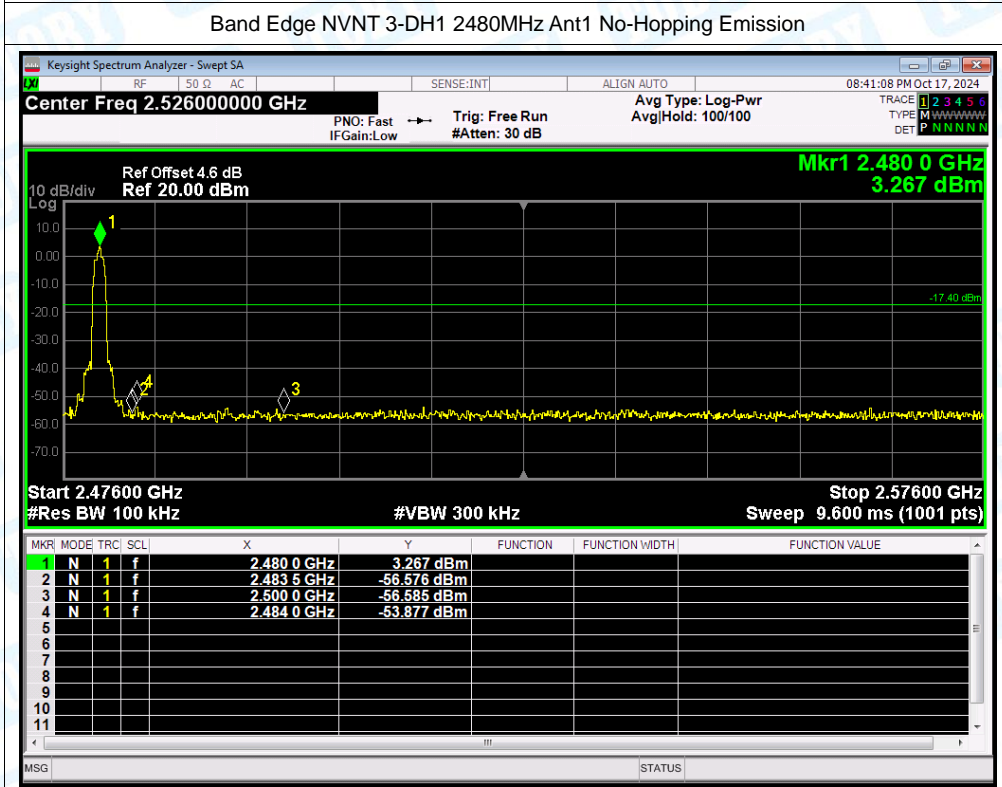 Band Edge NVNT 3-DH1 2480MHz Ant1 No-Hopping Emission
Keysight Spectrum Analyzer - Swept SA
LXI RF 50 Ω AC SENSE:INT ALIGN AUTO 08:41:08 PM Oct 17, 2024
Center Freq 2.526000000 GHz
PNO: Fast
IFGain:Low
Trig: Free Run
#Atten: 30 dB
Avg Type: Log-Pwr
Avg|Hold: 100/100
TRACE 1 2 3 4 5 6
TYPE M W W W W W
DET P N N N N N
Mkr1 2.480 0 GHz
3.267 dBm
Ref Offset 4.6 dB
10 dB/div Ref 20.00 dBm
Log
10.0
0.00
-10.0
-20.0
-30.0
-40.0
-50.0
-60.0
-70.0
1
-17.40 dBm
4
2
3
Start 2.47600 GHz Stop 2.57600 GHz
#Res BW 100 kHz #VBW 300 kHz Sweep 9.600 ms (1001 pts)
MKR MODE TRC SCL X Y FUNCTION FUNCTION WIDTH FUNCTION VALUE
1 N 1 f 2.480 0 GHz 3.267 dBm
2 N 1 f 2.483 5 GHz -56.576 dBm
3 N 1 f 2.500 0 GHz -56.585 dBm
4 N 1 f 2.484 0 GHz -53.877 dBm
5
6
7
8
9
10
11
MSG STATUS